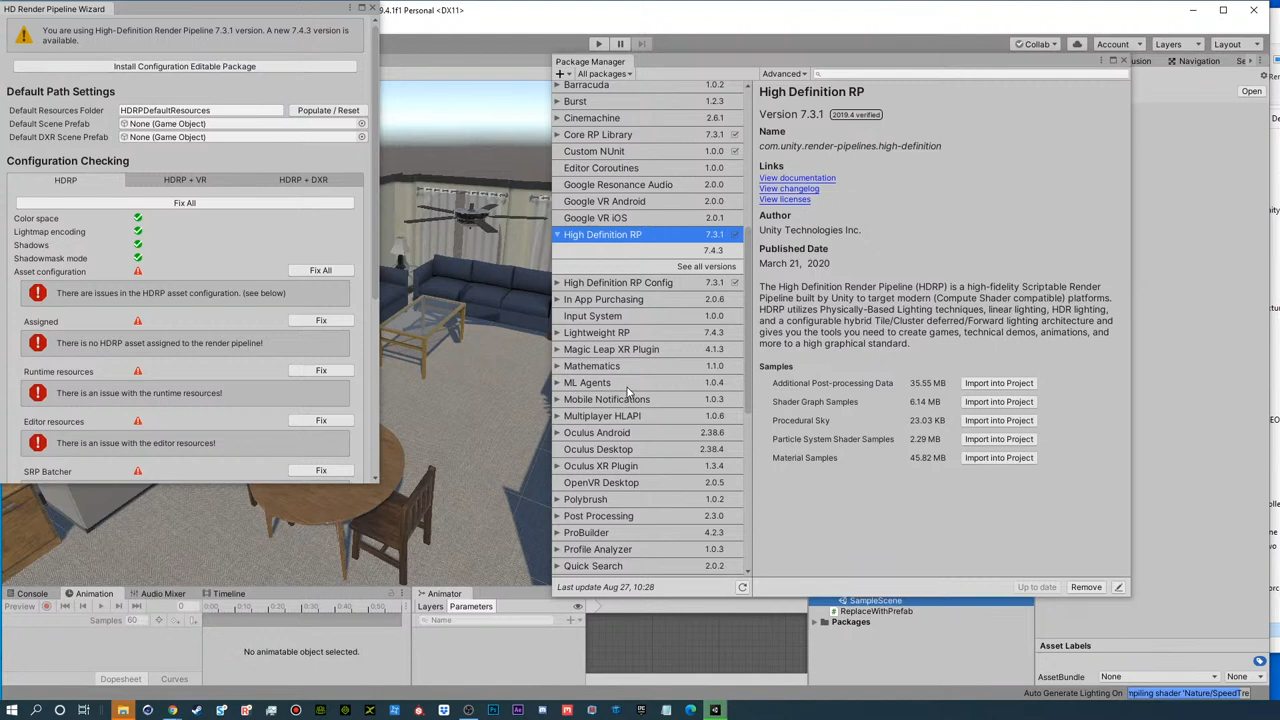 HD Render Pipeline Wizard
You are using High-Definition Render Pipeline 7.3.1 version. A new 7.4.3 version is
available.
Install Configuration Editable Package
Default Path Settings
Default Resources Folder HDRPDefaultResources Populate / Reset
Default Scene Prefab None (Game Object)
Default DXR Scene Prefab None (Game Object)
Configuration Checking
HDRP HDRP + VR HDRP + DXR
Fix All
Color space
Lightmap encoding
Shadows
Shadowmask mode
Asset configuration Fix All
There are issues in the HDRP asset configuration. (see below)
Assigned Fix
There is no HDRP asset assigned to the render pipeline!
Runtime resources Fix
There is an issue with the runtime resources!
Editor resources Fix
There is an issue with the editor resources!
SRP Batcher Fix
9.4.1f1 Personal <DX11>
Collab Account Layers Layout
Navigation
Open
Package Manager
All packages Advanced
Barracuda 1.0.2
Burst 1.2.3
Cinemachine 2.6.1
Core RP Library 7.3.1
Custom NUnit 1.0.0
Editor Coroutines 1.0.0
Google Resonance Audio 2.0.0
Google VR Android 2.0.0
Google VR iOS 2.0.1
High Definition RP 7.3.1
7.4.3
See all versions
High Definition RP Config 7.3.1
In App Purchasing 2.0.6
Input System 1.0.0
Lightweight RP 7.4.3
Magic Leap XR Plugin 4.1.3
Mathematics 1.1.0
ML Agents 1.0.4
Mobile Notifications 1.0.3
Multiplayer HLAPI 1.0.6
Oculus Android 2.38.6
Oculus Desktop 2.38.4
Oculus XR Plugin 1.3.4
OpenVR Desktop 2.0.5
Polybrush 1.0.2
Post Processing 2.3.0
ProBuilder 4.2.3
Profile Analyzer 1.0.3
Quick Search 2.0.2
Last update Aug 27, 10:28
High Definition RP
Version 7.3.1 2019.4 verified
Name
com.unity.render-pipelines.high-definition
Links
View documentation
View changelog
View licenses
Author
Unity Technologies Inc.
Published Date
March 21, 2020
The High Definition Render Pipeline (HDRP) is a high-fidelity Scriptable Render
Pipeline built by Unity to target modern (Compute Shader compatible) platforms.
HDRP utilizes Physically-Based Lighting techniques, linear lighting, HDR lighting,
and a configurable hybrid Tile/Cluster deferred/Forward lighting architecture and
gives you the tools you need to create games, technical demos, animations, and
more to a high graphical standard.
Samples
Additional Post-processing Data 35.55 MB Import into Project
Shader Graph Samples 6.14 MB Import into Project
Procedural Sky 23.03 KB Import into Project
Particle System Shader Samples 2.29 MB Import into Project
Material Samples 45.82 MB Import into Project
Up to date Remove
Console Animation Audio Mixer Timeline
Preview 0 0:00 0:10 0:20 0:30 0:40 0:50
Samples 60
No animatable object selected.
Dopesheet Curves
Animator
Layers Parameters
Name
SampleScene
ReplaceWithPrefab
Packages
Asset Labels
AssetBundle None None
Auto Generate Lighting On mpiling shader 'Nature/SpeedTre